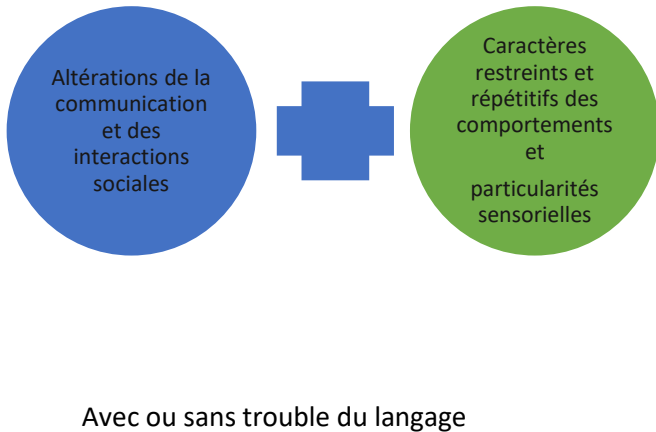 Altérations de la
communication
et des
interactions
sociales
Caractères
restreints et
répétitifs des
comportements
et
particularités
sensorielles
Avec ou sans trouble du langage